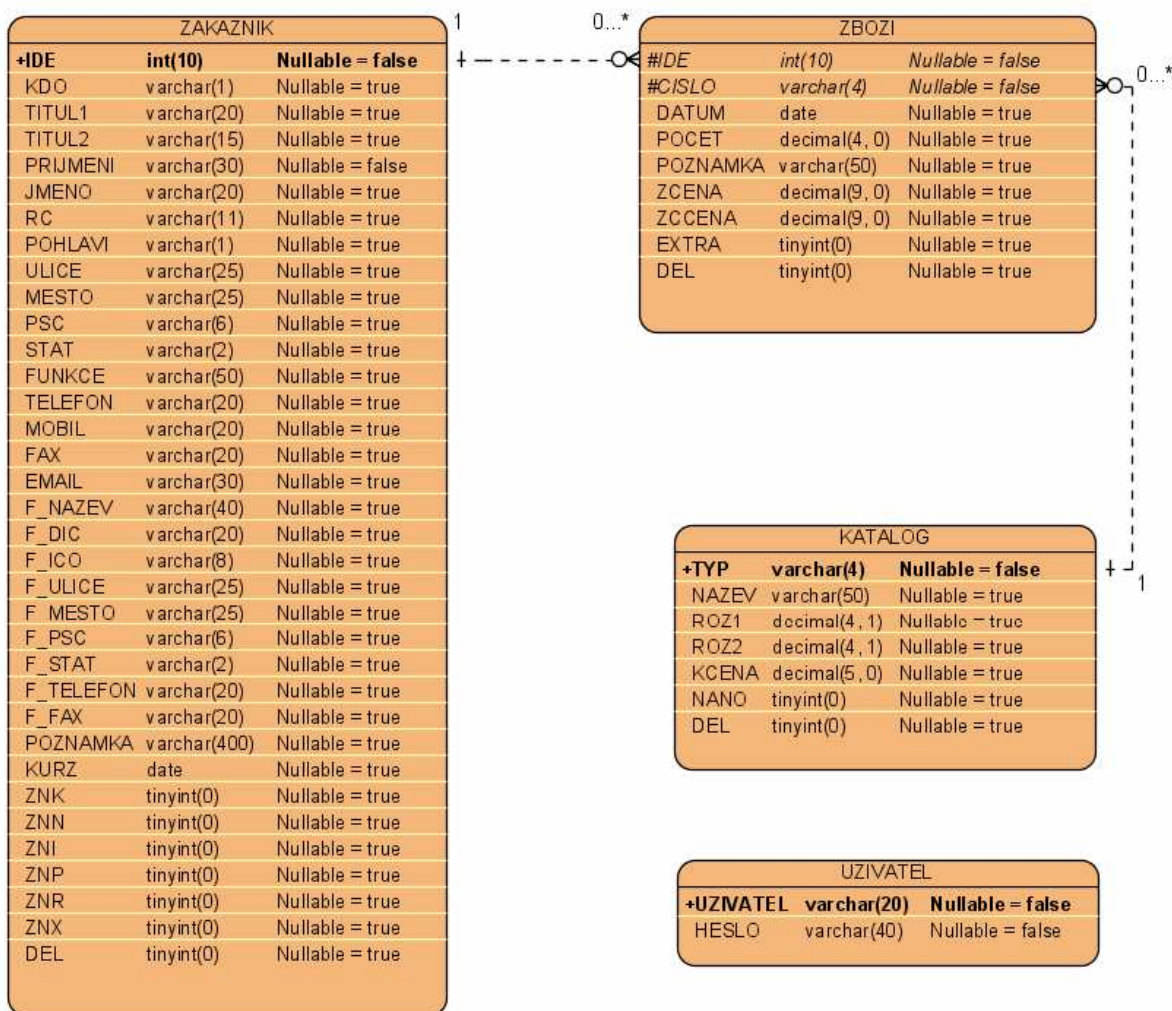 ZAKAZNIK
+IDE int(10) Nullable = false
KDO varchar(1) Nullable = true
TITUL1 varchar(20) Nullable = true
TITUL2 varchar(15) Nullable = true
PRIJMENI varchar(30) Nullable = false
JMENO varchar(20) Nullable = true
RC varchar(11) Nullable = true
POHLAVI varchar(1) Nullable = true
ULICE varchar(25) Nullable = true
MESTO varchar(25) Nullable = true
PSC varchar(6) Nullable = true
STAT varchar(2) Nullable = true
FUNKCE varchar(50) Nullable = true
TELEFON varchar(20) Nullable = true
MOBIL varchar(20) Nullable = true
FAX varchar(20) Nullable = true
EMAIL varchar(30) Nullable = true
F_NAZEV varchar(40) Nullable = true
F_DIC varchar(20) Nullable = true
F_ICO varchar(8) Nullable = true
F_ULICE varchar(25) Nullable = true
F_MESTO varchar(25) Nullable = true
F_PSC varchar(6) Nullable = true
F_STAT varchar(2) Nullable = true
F_TELEFON varchar(20) Nullable = true
F_FAX varchar(20) Nullable = true
POZNAMKA varchar(400) Nullable = true
KURZ date Nullable = true
ZNK tinyint(0) Nullable = true
ZNN tinyint(0) Nullable = true
ZNI tinyint(0) Nullable = true
ZNP tinyint(0) Nullable = true
ZNR tinyint(0) Nullable = true
ZNX tinyint(0) Nullable = true
DEL tinyint(0) Nullable = true
1
0...*
ZBOZI
#IDE int(10) Nullable = false
#CISLO varchar(4) Nullable = false
DATUM date Nullable = true
POCET decimal(4, 0) Nullable = true
POZNAMKA varchar(50) Nullable = true
ZCENA decimal(9, 0) Nullable = true
ZCCENA decimal(9, 0) Nullable = true
EXTRA tinyint(0) Nullable = true
DEL tinyint(0) Nullable = true
0...*
KATALOG
+TYP varchar(4) Nullable = false
NAZEV varchar(50) Nullable = true
ROZ1 decimal(4, 1) Nullable = true
ROZ2 decimal(4, 1) Nullable = true
KCENA decimal(5, 0) Nullable = true
NANO tinyint(0) Nullable = true
DEL tinyint(0) Nullable = true
1
UZIVATEL
+UZIVATEL varchar(20) Nullable = false
HESLO varchar(40) Nullable = false